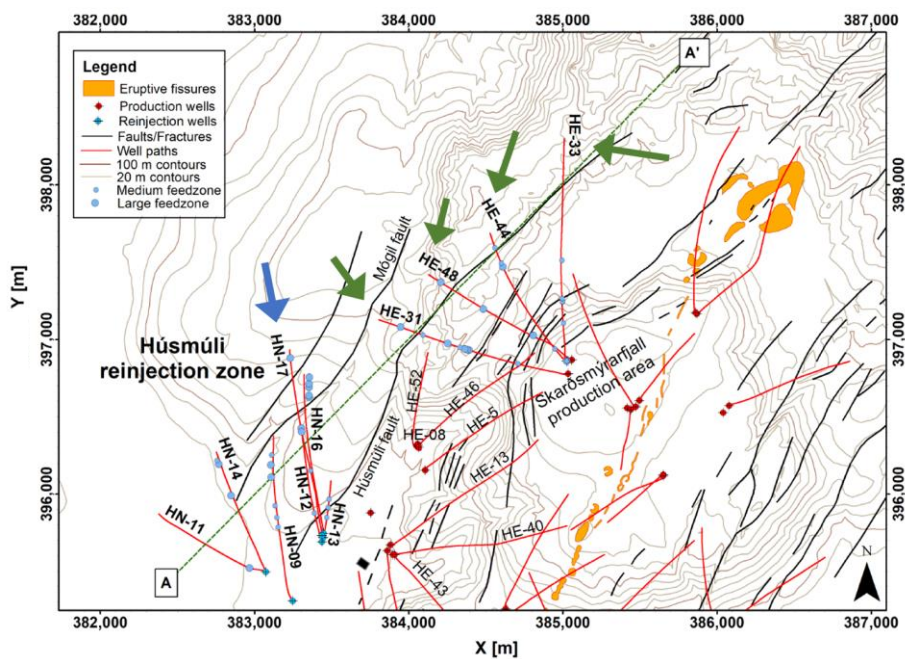 382,000 383,000 384,000 385,000 386,000 387,000
A'
Legend
Eruptive fissures
Production wells
Reinjection wells
Faults/Fractures
Well paths
100 m contours
20 m contours
Medium feedzone
Large feedzone
HE-33
398,000
398,000
HE-44
Mógil fault
HE-48
Y [m]
397,000
397,000
HE-31
HN-17
Húsmúli
reinjection zone
Skarðsmýrarfjall
production area
HE-52
HE-46
HN-16
HE-5
HE-08
Húsmúli fault
HE-13
HN-14
HN-12
396,000
396,000
HN-13
HN-11
HN-09
HE-40
HE-43
A
N
382,000 383,000 384,000 385,000 386,000 387,000
X [m]